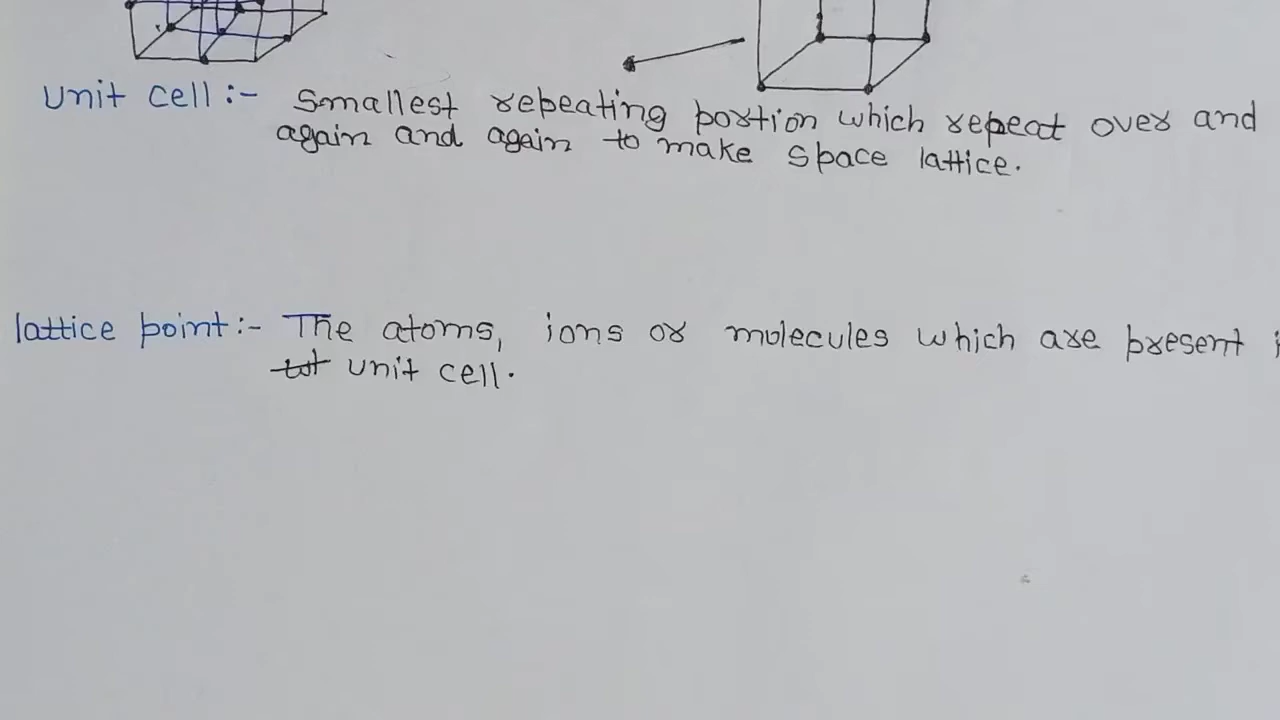 Unit cell :- Smallest repeating portion which repeat over and
again and again to make space lattice.
lattice point :- The atoms, ions or molecules which are present
unit cell.